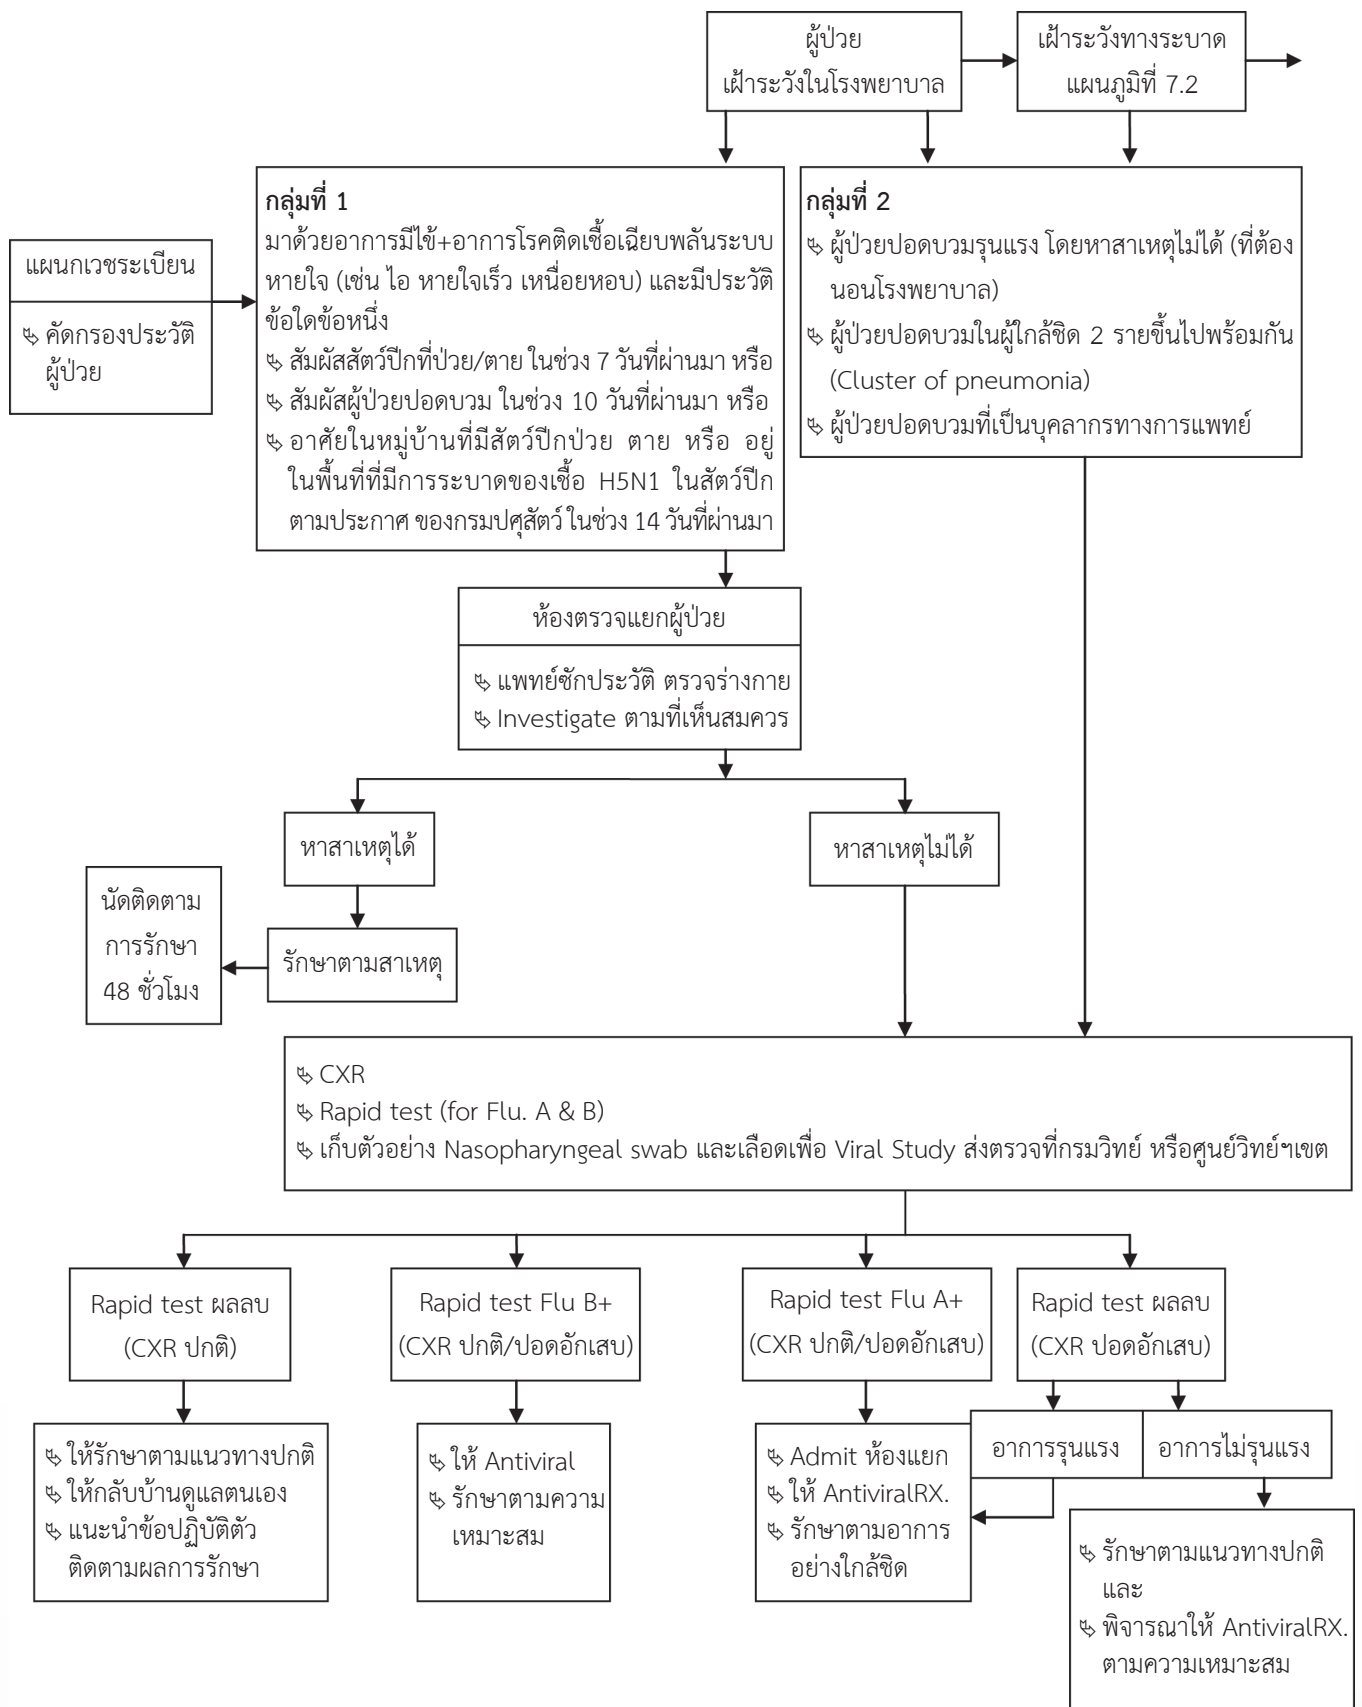 ผู้ป่วย
เฝ้าระวังในโรงพยาบาล
เฝ้าระวังทางระบาด
แผนภูมิที่ 7.2
แผนกเวชระเบียน
คัดกรองประวัติ
ผู้ป่วย
กลุ่มที่ 1
มาด้วยอาการมีไข้+อาการโรคติดเชื้อเฉียบพลันระบบ
หายใจ (เช่น ไอ หายใจเร็ว เหนื่อยหอบ) และมีประวัติ
ข้อใดข้อหนึ่ง
สัมผัสสัตว์ปีกที่ป่วย/ตาย ในช่วง 7 วันที่ผ่านมา หรือ
สัมผัสผู้ป่วยปอดบวม ในช่วง 10 วันที่ผ่านมา หรือ
อาศัยในหมู่บ้านที่มีสัตว์ปีกป่วย ตาย หรือ อยู่
ในพื้นที่ที่มีการระบาดของเชื้อ H5N1 ในสัตว์ปีก
ตามประกาศ ของกรมปศุสัตว์ ในช่วง 14 วันที่ผ่านมา
กลุ่มที่ 2
ผู้ป่วยปอดบวมรุนแรง โดยหาสาเหตุไม่ได้ (ที่ต้อง
นอนโรงพยาบาล)
ผู้ป่วยปอดบวมในผู้ใกล้ชิด 2 รายขึ้นไปพร้อมกัน
(Cluster of pneumonia)
ผู้ป่วยปอดบวมที่เป็นบุคลากรทางการแพทย์
ห้องตรวจแยกผู้ป่วย
แพทย์ซักประวัติ ตรวจร่างกาย
Investigate ตามที่เห็นสมควร
หาสาเหตุได้
หาสาเหตุไม่ได้
รักษาตามสาเหตุ
นัดติดตาม
การรักษา
48 ชั่วโมง
CXR
Rapid test (for Flu. A & B)
เก็บตัวอย่าง Nasopharyngeal swab และเลือดเพื่อ Viral Study ส่งตรวจที่กรมวิทย์ หรือศูนย์วิทย์ฯเขต
Rapid test ผลลบ
(CXR ปกติ)
Rapid test Flu B+
(CXR ปกติ/ปอดอักเสบ)
Rapid test Flu A+
(CXR ปกติ/ปอดอักเสบ)
Rapid test ผลลบ
(CXR ปอดอักเสบ)
ให้รักษาตามแนวทางปกติ
ให้กลับบ้านดูแลตนเอง
แนะนำข้อปฏิบัติตัว
ติดตามผลการรักษา
ให้ Antiviral
รักษาตามความ
เหมาะสม
Admit ห้องแยก
ให้ AntiviralRX.
รักษาตามอาการ
อย่างใกล้ชิด
อาการรุนแรง
อาการไม่รุนแรง
รักษาตามแนวทางปกติ
และ
พิจารณาให้ AntiviralRX.
ตามความเหมาะสม